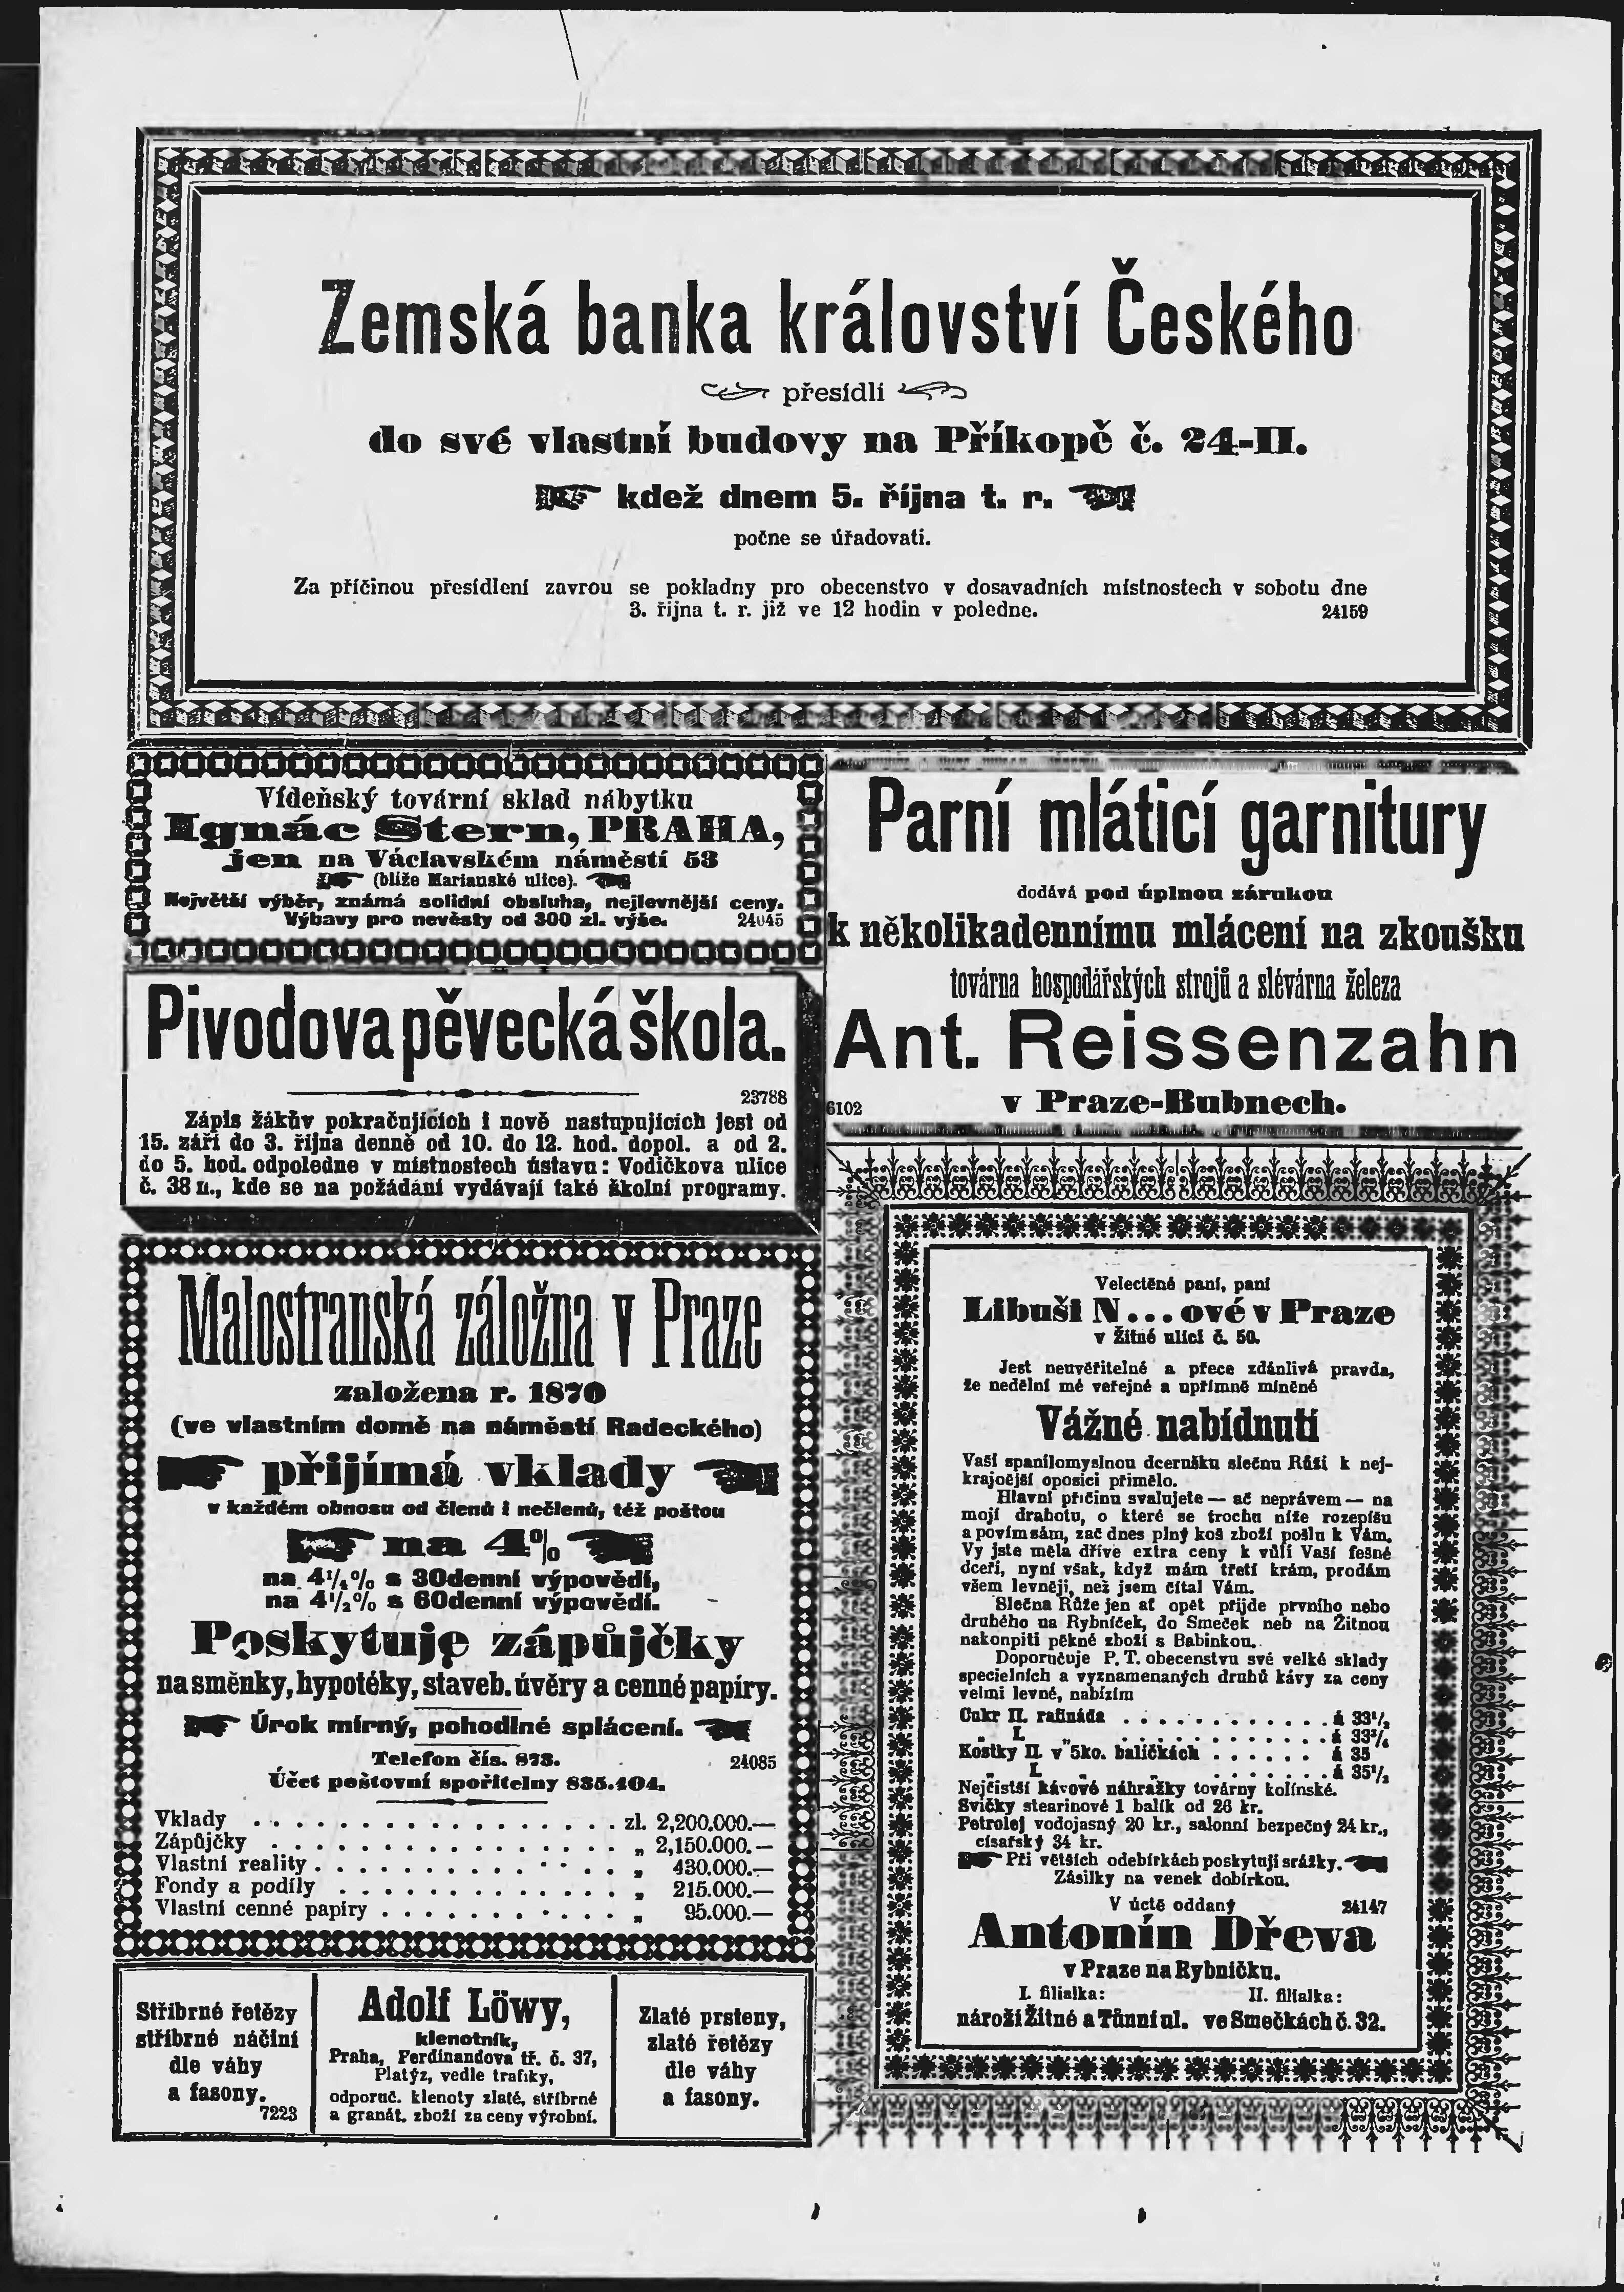 Zemská banka království Českého
přesídlí
do své vlastní budovy na Příkopě č. 24-II.
kdež dnem 5. října t. r.
počne se úřadovati.
Za příčinou přesídlení zavrou se pokladny pro obecenstvo v dosavadních místnostech v sobotu dne
3. října t. r. již ve 12 hodin v poledne. 24159
Vídeňský tovární sklad nábytku
Ignác Stern, PRAHA,
jen na Václavském náměstí 53
(blíže Marianské ulice).
Největší výběr, známá solidní obsluha, nejlevnější ceny.
Výbavy pro nevěsty od 300 zl. výše. 24045
Pivodova pěvecká škola.
23788
Zápis žákův pokračujících i nově nastupujících jest od
15. září do 3. října denně od 10. do 12. hod. dopol. a od 2.
do 5. hod. odpoledne v místnostech ústavu: Vodičkova ulice
č. 38 n., kde se na požádání vydávají také školní programy.
Malostranská záložna v Praze
založena r. 1870
(ve vlastním domě na náměstí Radeckého)
přijímá vklady
v každém obnosu od členů i nečlenů, též poštou
na 4%
na 4¼% s 30denní výpovědí,
na 4½% s 60denní výpovědí.
Poskytuje zápůjčky
na směnky, hypotéky, staveb. úvěry a cenné papíry.
Úrok mírný, pohodlné splácení.
Telefon čís. 873. 24085
Účet poštovní spořitelny 835.404.
Vklady . . . . . . . . . . . . . . . . zl. 2,200.000.—
Zápůjčky . . . . . . . . . . . . . . . „ 2,150.000.—
Vlastní reality . . . . . . . . . . . . . „ 430.000.—
Fondy a podíly . . . . . . . . . . . . . „ 215.000.—
Vlastní cenné papíry . . . . . . . . . . . „ 95.000.—
Stříbrné řetězy
stříbrné náčiní
dle váhy
a fasony.
7223
Adolf Löwy,
klenotník,
Praha, Ferdinandova tř. č. 37,
Platýz, vedle trafiky,
odporuč. klenoty zlaté, stříbrné
a granát. zboží za ceny výrobní.
Zlaté prsteny,
zlaté řetězy
dle váhy
a fasony.
Parní mláticí garnitury
dodává pod úplnou zárukou
k několikadennímu mlácení na zkoušku
továrna hospodářských strojů a slévárna železa
Ant. Reissenzahn
6102 v Praze-Bubnech.
Velectěné paní, paní
Libuši N... ové v Praze
v Žitné ulici č. 50.
Jest neuvěřitelné a přece zdánlivá pravda,
že nedělní mé veřejné a upřímně míněné
Vážné nabídnutí
Vaši spanilomyslnou dcerušku slečnu Růži k nej-
krajnější oposici přimělo.
Hlavní příčinu svalujete — ač neprávem — na
mojí drahotu, o které se trochu níže rozepíšu
a povím sám, zač dnes plný koš zboží pošlu k Vám.
Vy jste měla dříve extra ceny k vůli Vaší fešné
dceři, nyní však, když mám třetí krám, prodám
všem levněji, než jsem čítal Vám.
Slečna Růže jen ať opět přijde prvního nebo
druhého na Rybníček, do Smeček neb na Žitnou
nakoupiti pěkné zboží s Babinkou.
Doporučuje P. T. obecenstvu své velké sklady
specielních a vyznamenaných druhů kávy za ceny
velmi levné, nabízím
Cukr II. rafináda . . . . . . . . . . . . á 33½
„ I. „ . . . . . . . . . . . . á 33¾
Kostky II. v 5ko. balíčkách . . . . . . á 35
„ I. „ „ „ . . . . . . . á 35½
Nejčistší kávové náhražky továrny kolínské.
Svíčky stearinové 1 balík od 26 kr.
Petrolej vodojasný 20 kr., salonní bezpečný 24 kr.,
císařský 34 kr.
Při větších odebírkách poskytuji srážky.
Zásilky na venek dobírkou.
V úctě oddaný 24147
Antonín Dřeva
v Praze na Rybníčku.
I. filialka: II. filialka:
nároží Žitné a Tůnní ul. ve Smečkách č. 32.